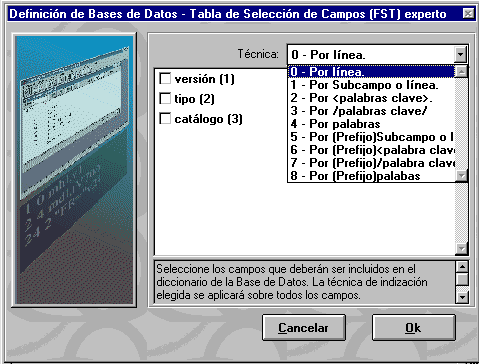 Definición de Bases de Datos - Tabla de Selección de Campos (FST) experto
Técnica:
0 - Por línea.
0 - Por línea.
1 - Por Subcampo o línea.
2 - Por <palabras clave>.
3 - Por /palabras clave/
4 - Por palabras
5 - Por (Prefijo)Subcampo o l
6 - Por (Prefijo)<palabra clave
7 - Por (Prefijo)/palabra clave
8 - Por (Prefijo)palabas
versión (1)
tipo (2)
catálogo (3)
Seleccione los campos que deberán ser incluidos en el
diccionario de la Base de Datos. La técnica de indización
elegida se aplicará sobre todos los campos.
Cancelar
Ok